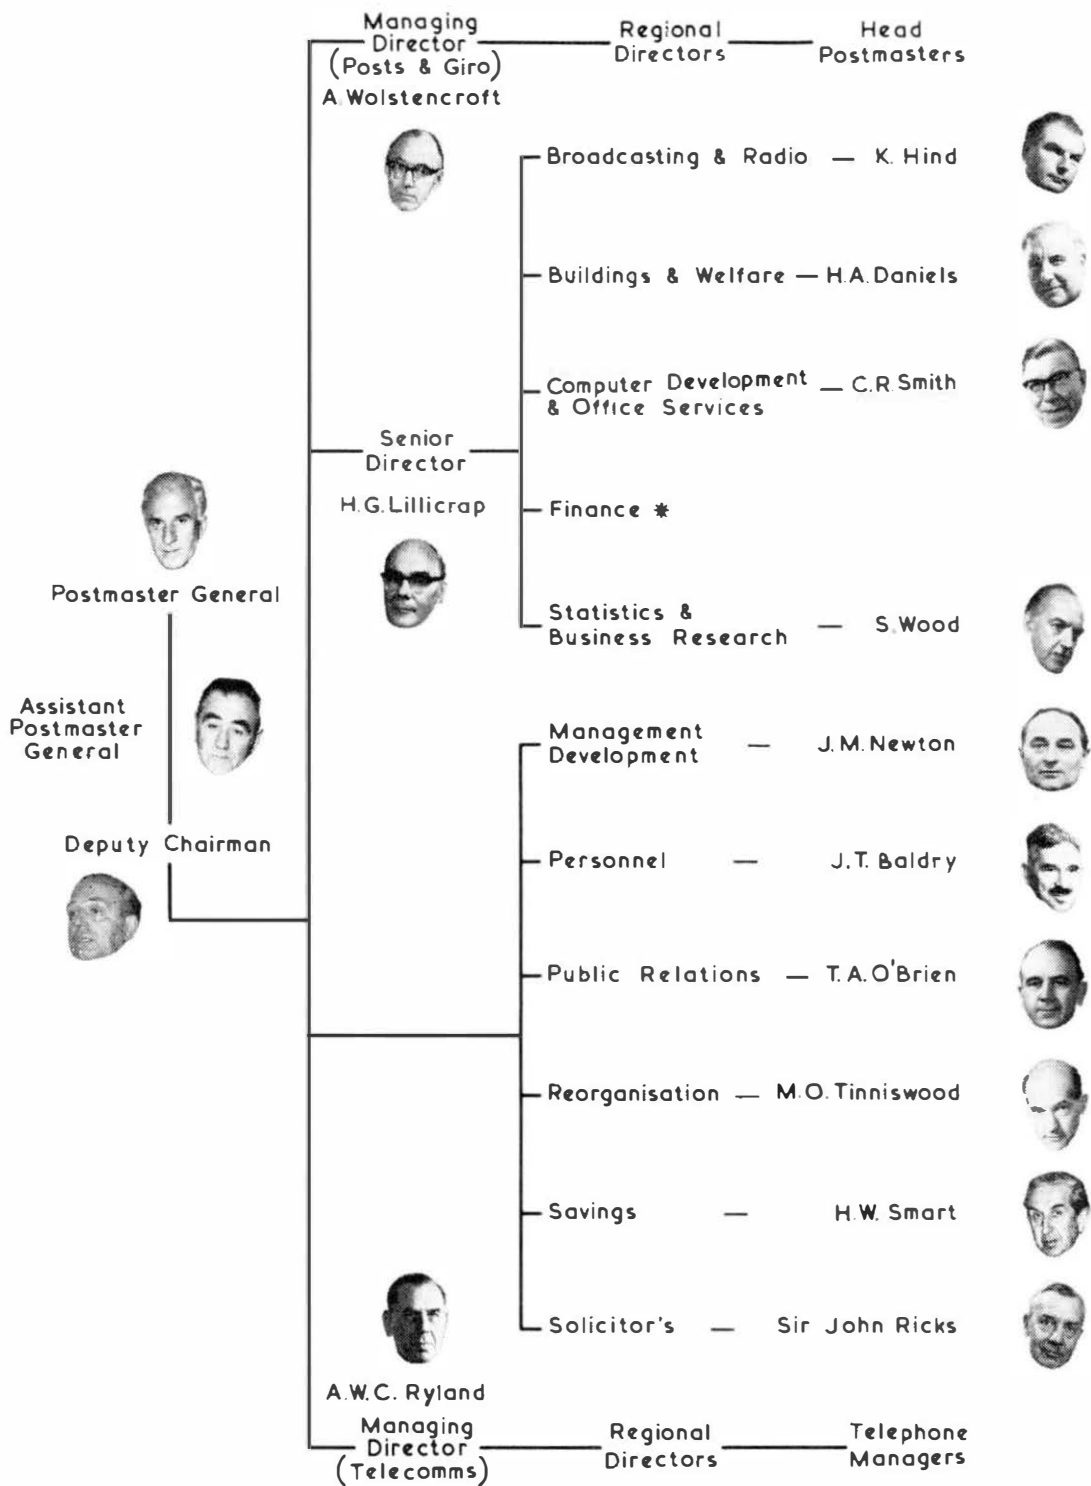 Managing
Director
(Posts & Giro)
A. Wolstencroft
Regional
Directors
Head
Postmasters
Broadcasting & Radio — K. Hind
Buildings & Welfare — H.A. Daniels
Computer Development — C.R. Smith
& Office Services
Senior
Director
H.G. Lillicrap
Finance *
Statistics &
Business Research — S. Wood
Postmaster General
Assistant
Postmaster
General
Deputy Chairman
Management
Development — J.M. Newton
Personnel — J.T. Baldry
Public Relations — T.A. O'Brien
Reorganisation — M.O. Tinniswood
Savings — H.W. Smart
Solicitor's — Sir John Ricks
A.W.C. Ryland
Managing
Director
(Telecomms)
Regional
Directors
Telephone
Managers